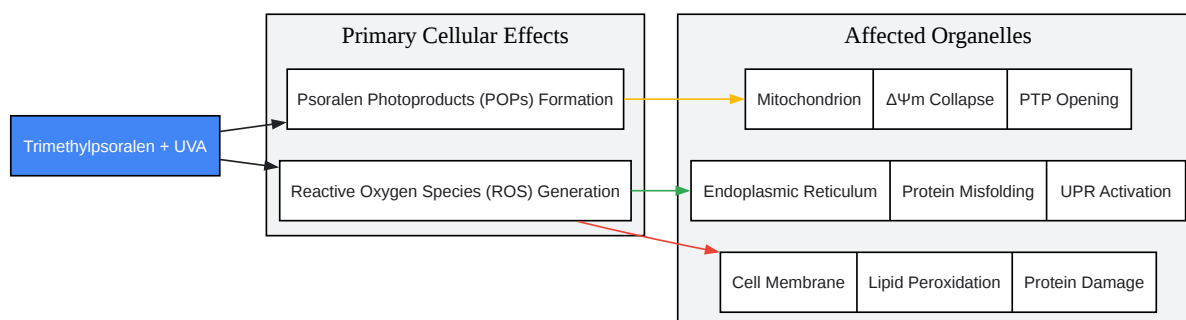 Primary Cellular Effects
Affected Organelles
Psoralen Photoproducts (POPs) Formation
Mitochondrion
ΔΨm Collapse
PTP Opening
Trimethylpsoralen + UVA
Reactive Oxygen Species (ROS) Generation
Endoplasmic Reticulum
Protein Misfolding
UPR Activation
Cell Membrane
Lipid Peroxidation
Protein Damage